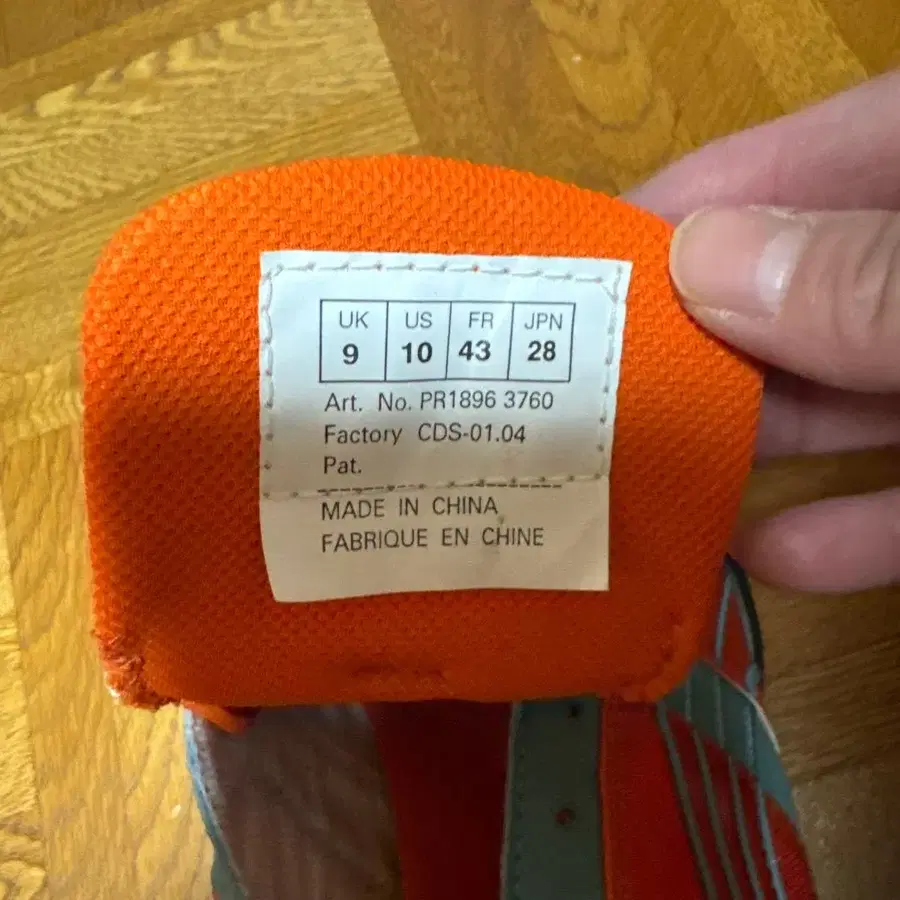 UK US FR JPN
9 10 43 28
Art. No. PR1896 3760
Factory CDS-01.04
Pat.
MADE IN CHINA
FABRIQUE EN CHINE